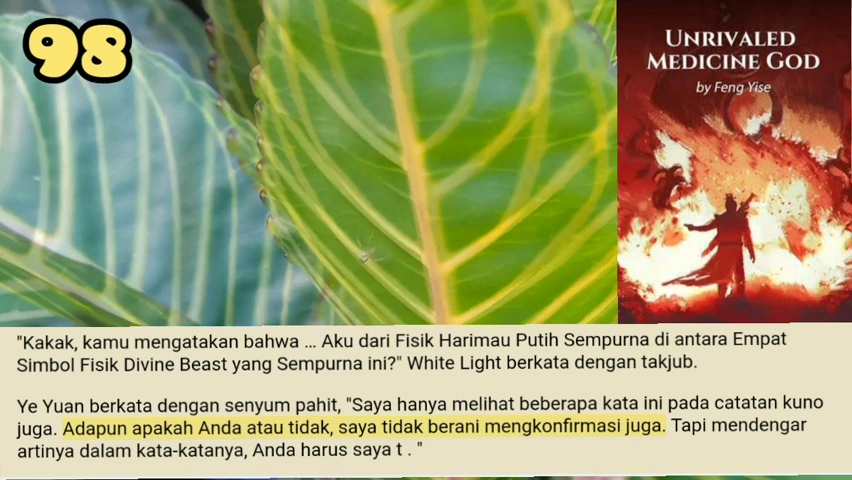 98
UNRIVALED
MEDICINE GOD
by Feng Yise
"Kakak, kamu mengatakan bahwa ... Aku dari Fisik Harimau Putih Sempurna di antara Empat
Simbol Fisik Divine Beast yang Sempurna ini?" White Light berkata dengan takjub.
Ye Yuan berkata dengan senyum pahit, "Saya hanya melihat beberapa kata ini pada catatan kuno
juga. Adapun apakah Anda atau tidak, saya tidak berani mengkonfirmasi juga. Tapi mendengar
artinya dalam kata-katanya, Anda harus saya t . "